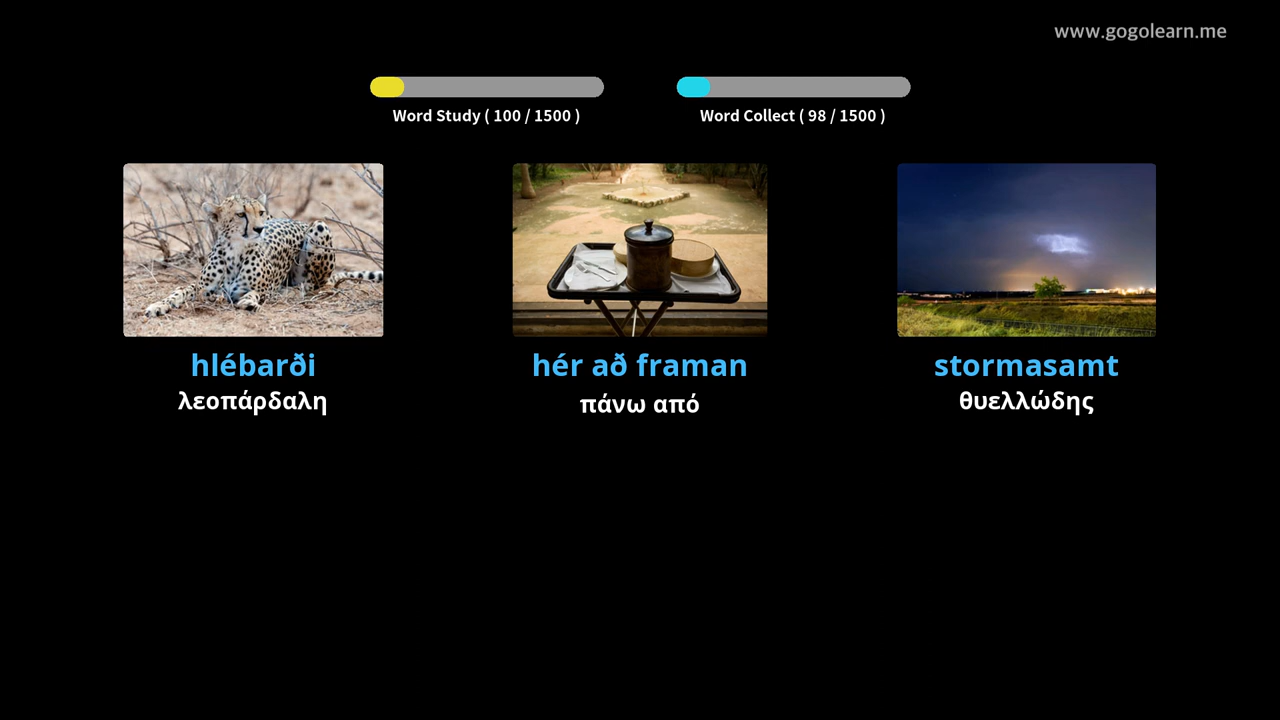 www.gogolearn.me
Word Study ( 100 / 1500 )
Word Collect ( 98 / 1500 )
hlébarði
λεοπάρδαλη
hér að framan
πάνω από
stormasamt
θυελλώδης